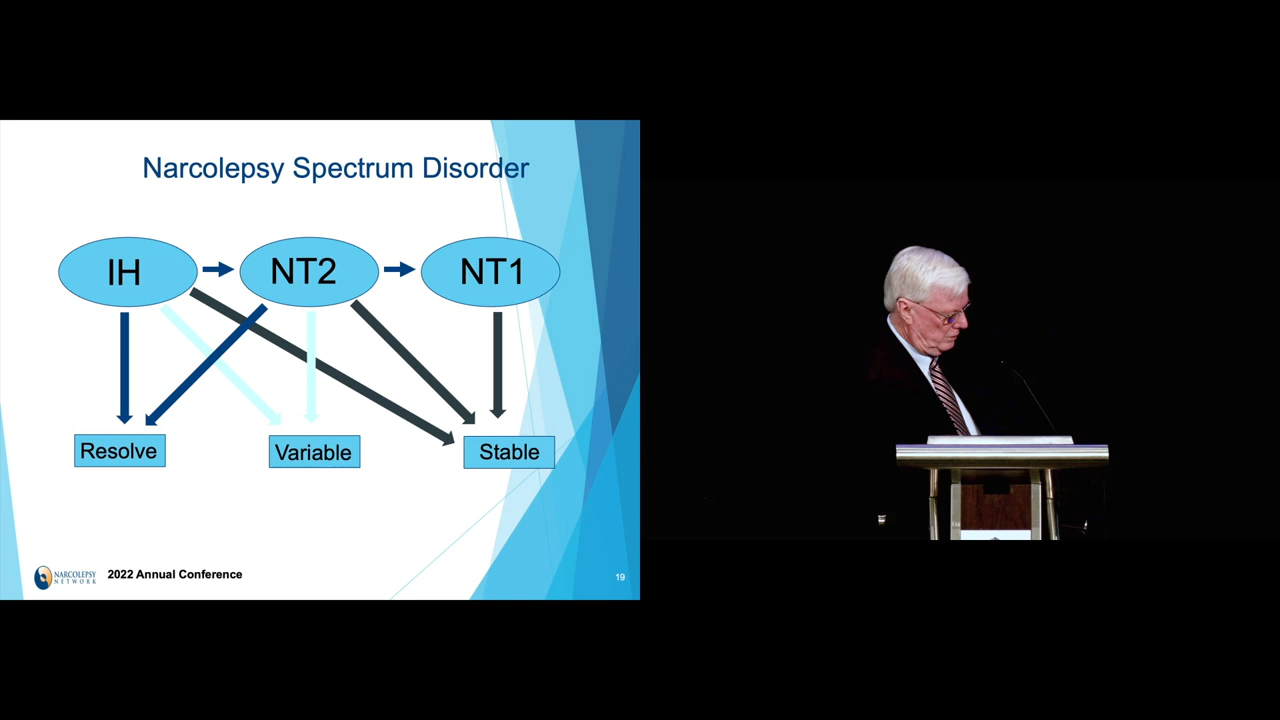 Narcolepsy Spectrum Disorder
IH
NT2
NT1
Resolve
Variable
Stable
NARCOLEPSY
NETWORK
2022 Annual Conference
19